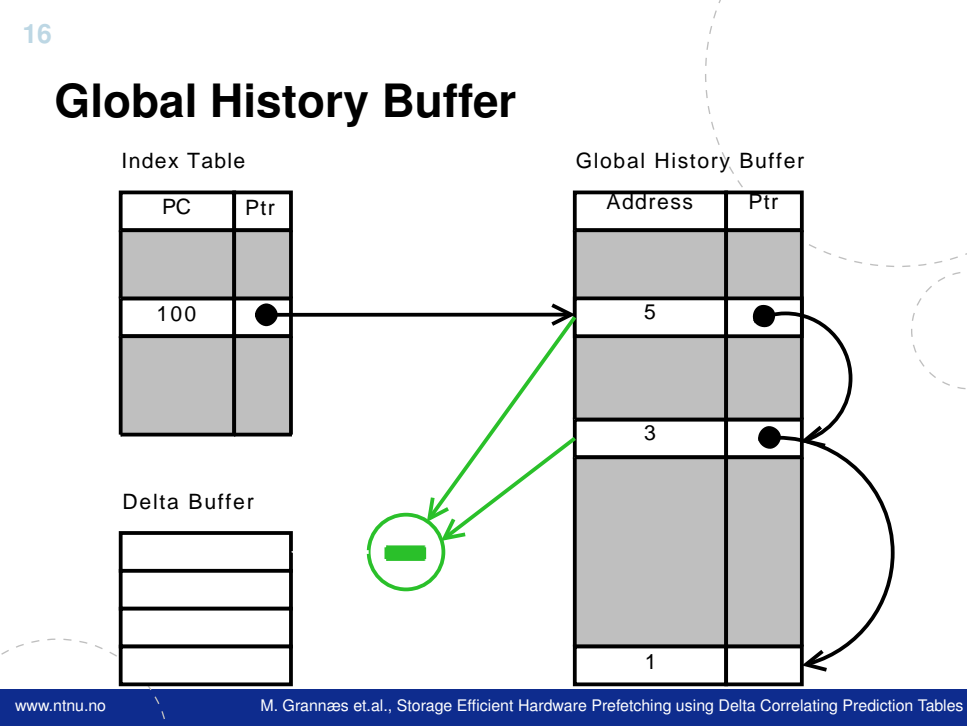 16
Global History Buffer
Index Table
Global History Buffer
PC Ptr
Address Ptr
100
5
3
Delta Buffer
1
www.ntnu.no
M. Grannæs et.al., Storage Efficient Hardware Prefetching using Delta Correlating Prediction Tables